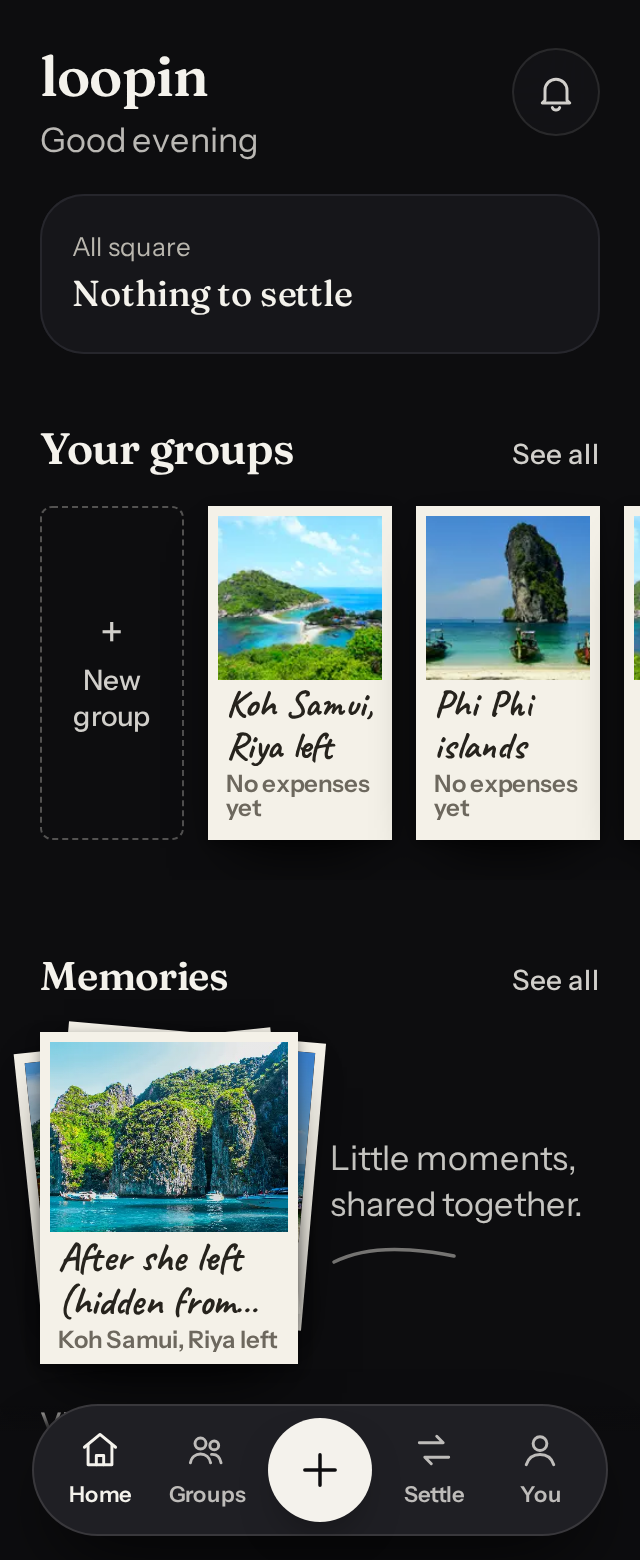 loopin
Good evening
All square
Nothing to settle
Your groups
See all
+
New
group
Koh Samui,
Riya left
No expenses
yet
Phi Phi
islands
No expenses
yet
Memories
See all
After she left
(hidden from...
Koh Samui, Riya left
Little moments,
shared together.
Home
Groups
Settle
You